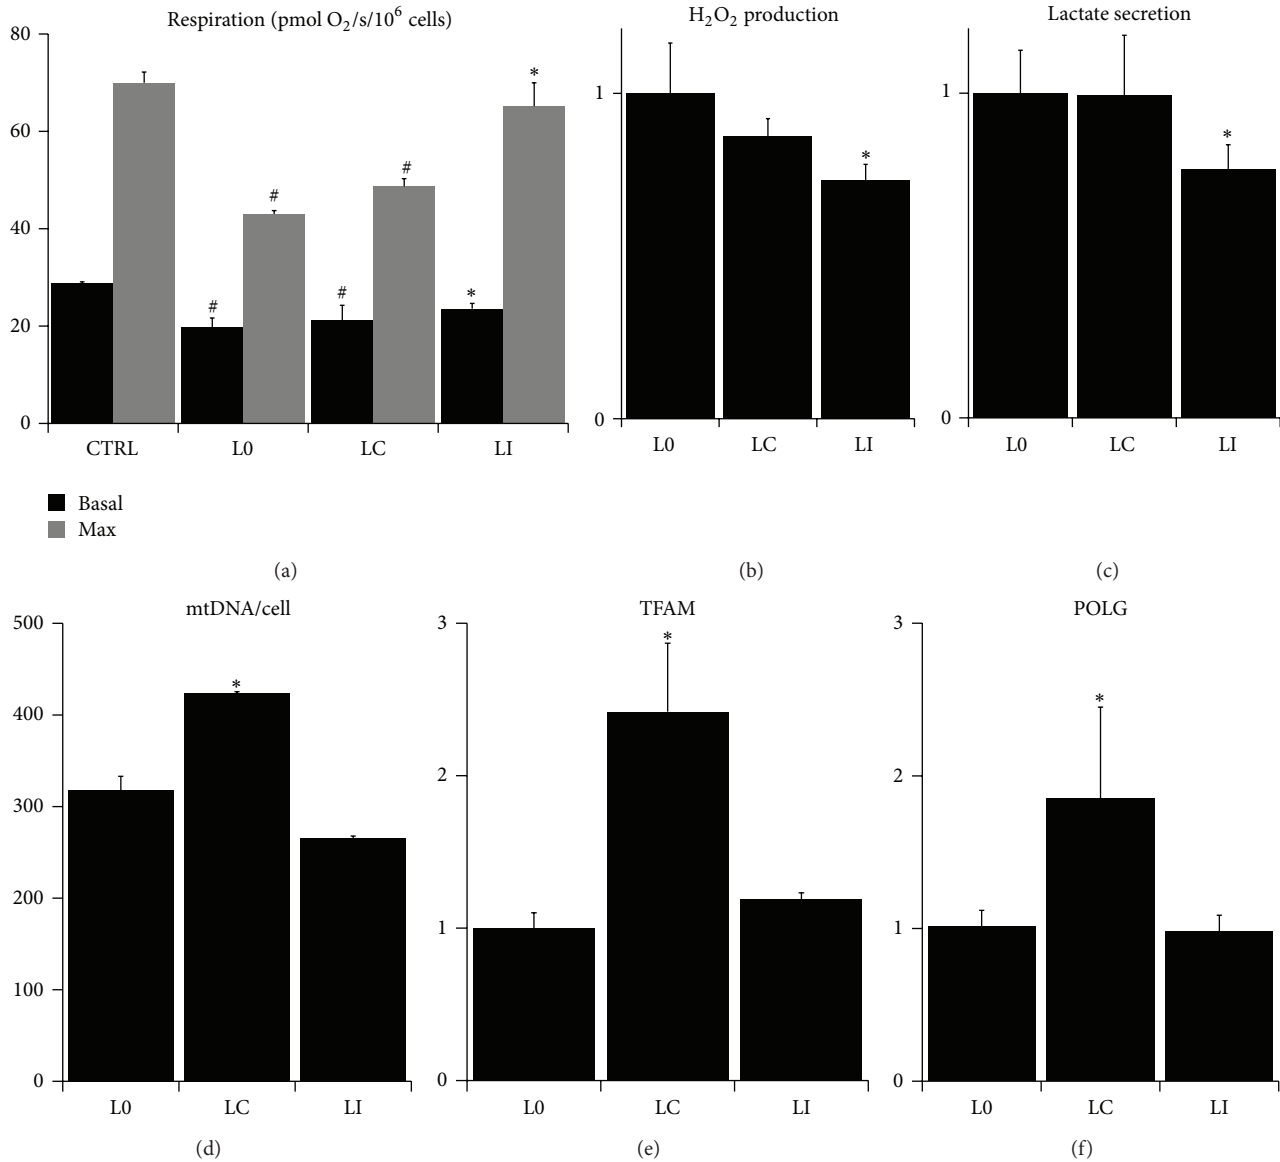 Respiration (pmol O₂/s/10⁶ cells)
80
60
40
20
0
#
#
#
#
*
*
CTRL
L0
LC
LI
Basal
Max
(a)
H₂O₂ production
1
0
*
L0
LC
LI
(b)
Lactate secretion
1
0
*
L0
LC
LI
(c)
mtDNA/cell
500
400
300
200
100
0
*
L0
LC
LI
(d)
TFAM
3
2
1
0
*
L0
LC
LI
(e)
POLG
3
2
1
0
*
L0
LC
LI
(f)